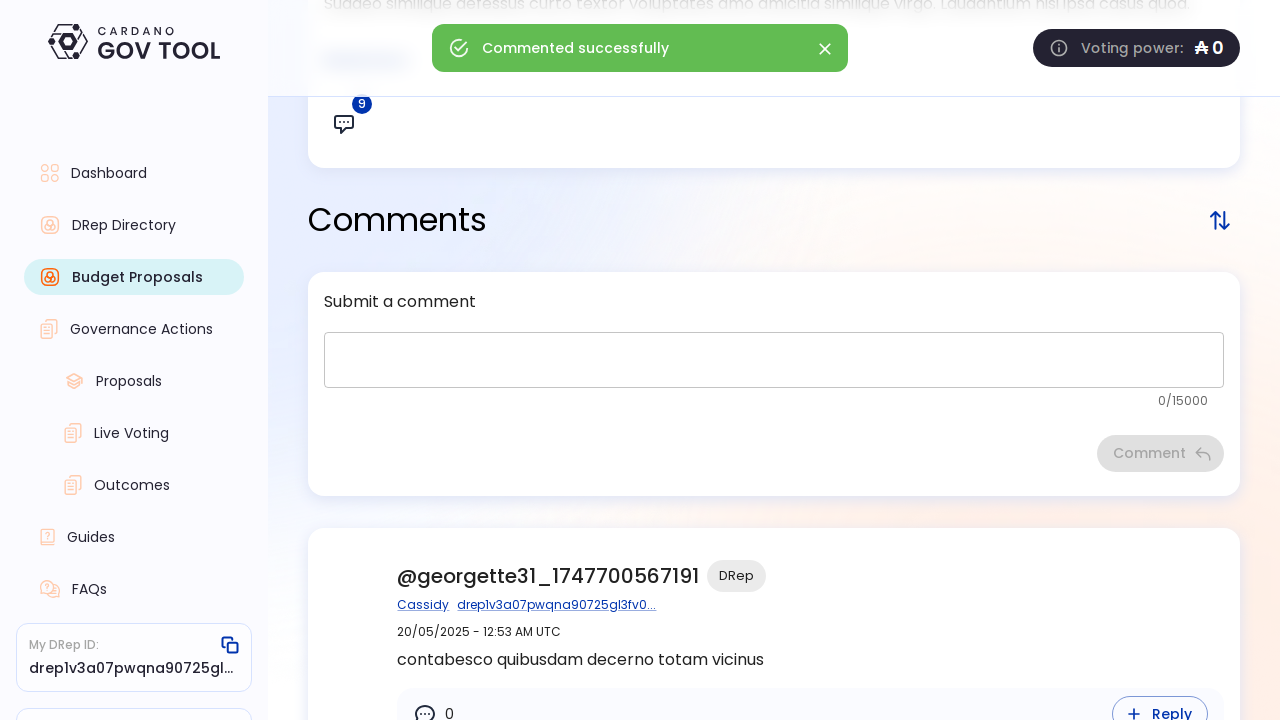 Sudeo similique defessus curto textor voluptates amo amicitia similique virgo. Laudantium nisi ipsa casus quod.
CARDANO
GOV TOOL
Commented successfully
Voting power: ₳ 0
9
Dashboard
DRep Directory
Budget Proposals
Governance Actions
Proposals
Live Voting
Outcomes
Guides
FAQs
My DRep ID:
drep1v3a07pwqna90725gl...
Comments
Submit a comment
0/15000
Comment
@georgette31_1747700567191 DRep
Cassidy drep1v3a07pwqna90725gl3fv0...
20/05/2025 - 12:53 AM UTC
contabesco quibusdam decerno totam vicinus
0
Reply